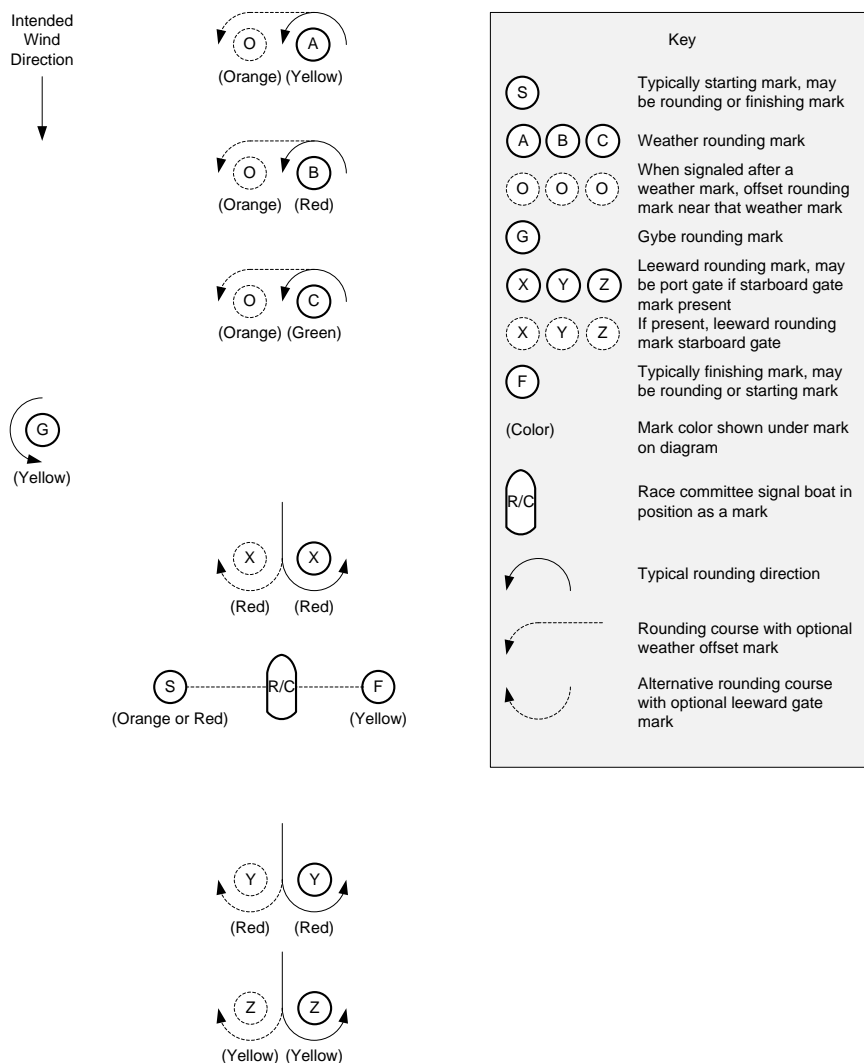 Intended
Wind
Direction
O
A
(Orange) (Yellow)
O
B
(Orange) (Red)
O
C
(Orange) (Green)
G
(Yellow)
X
X
(Red) (Red)
S
R/C
F
(Orange or Red)
(Yellow)
Y
Y
(Red) (Red)
Z
Z
(Yellow) (Yellow)
Key
S
Typically starting mark, may
be rounding or finishing mark
A B C
Weather rounding mark
O O O
When signaled after a
weather mark, offset rounding
mark near that weather mark
G
Gybe rounding mark
X Y Z
Leeward rounding mark, may
be port gate if starboard gate
mark present
X Y Z
If present, leeward rounding
mark starboard gate
F
Typically finishing mark, may
be rounding or starting mark
(Color)
Mark color shown under mark
on diagram
R/C
Race committee signal boat in
position as a mark
Typical rounding direction
Rounding course with optional
weather offset mark
Alternative rounding course
with optional leeward gate
mark